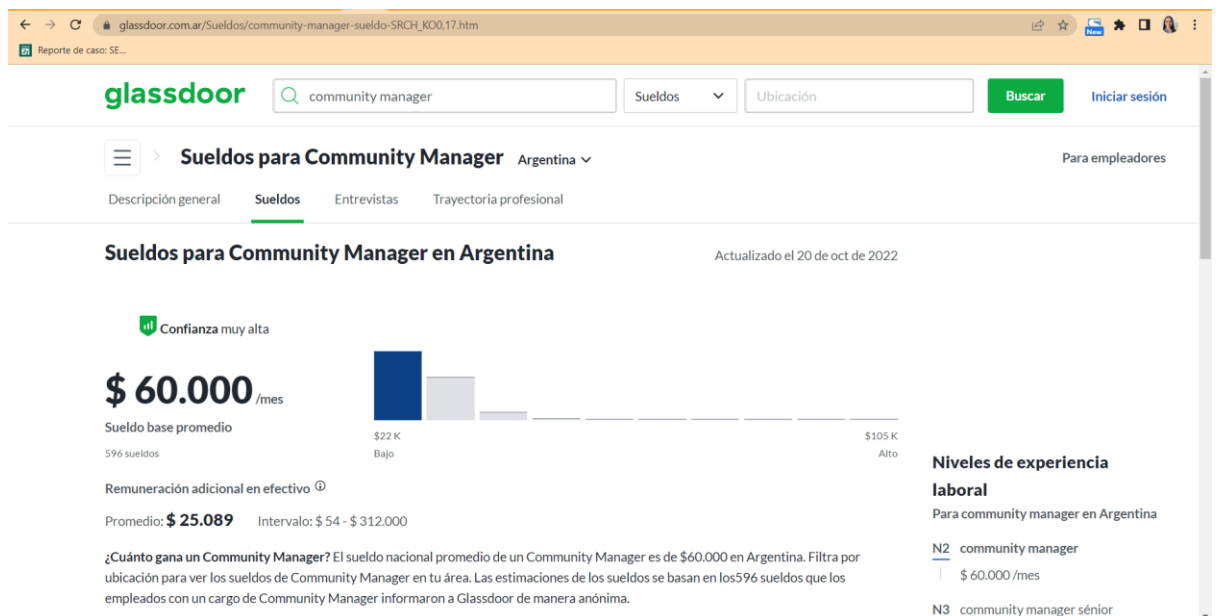 glassdoor.com.ar/Sueldos/community-manager-sueldo-SRCH_KO0,17.htm
New
Reporte de caso: SE...
glassdoor
community manager
Sueldos
Ubicación
Buscar
Iniciar sesión
Sueldos para Community Manager
Argentina
Para empleadores
Descripción general
Sueldos
Entrevistas
Trayectoria profesional
Sueldos para Community Manager en Argentina
Actualizado el 20 de oct de 2022
Confianza muy alta
$ 60.000 /mes
Sueldo base promedio
596 sueldos
$22 K
Bajo
$105 K
Alto
Remuneración adicional en efectivo
Promedio: $ 25.089 Intervalo: $ 54 - $ 312.000
¿Cuánto gana un Community Manager? El sueldo nacional promedio de un Community Manager es de $60.000 en Argentina. Filtra por
ubicación para ver los sueldos de Community Manager en tu área. Las estimaciones de los sueldos se basan en los596 sueldos que los
empleados con un cargo de Community Manager informaron a Glassdoor de manera anónima.
Niveles de experiencia
laboral
Para community manager en Argentina
N2 community manager
$ 60.000 /mes
N3 community manager sénior